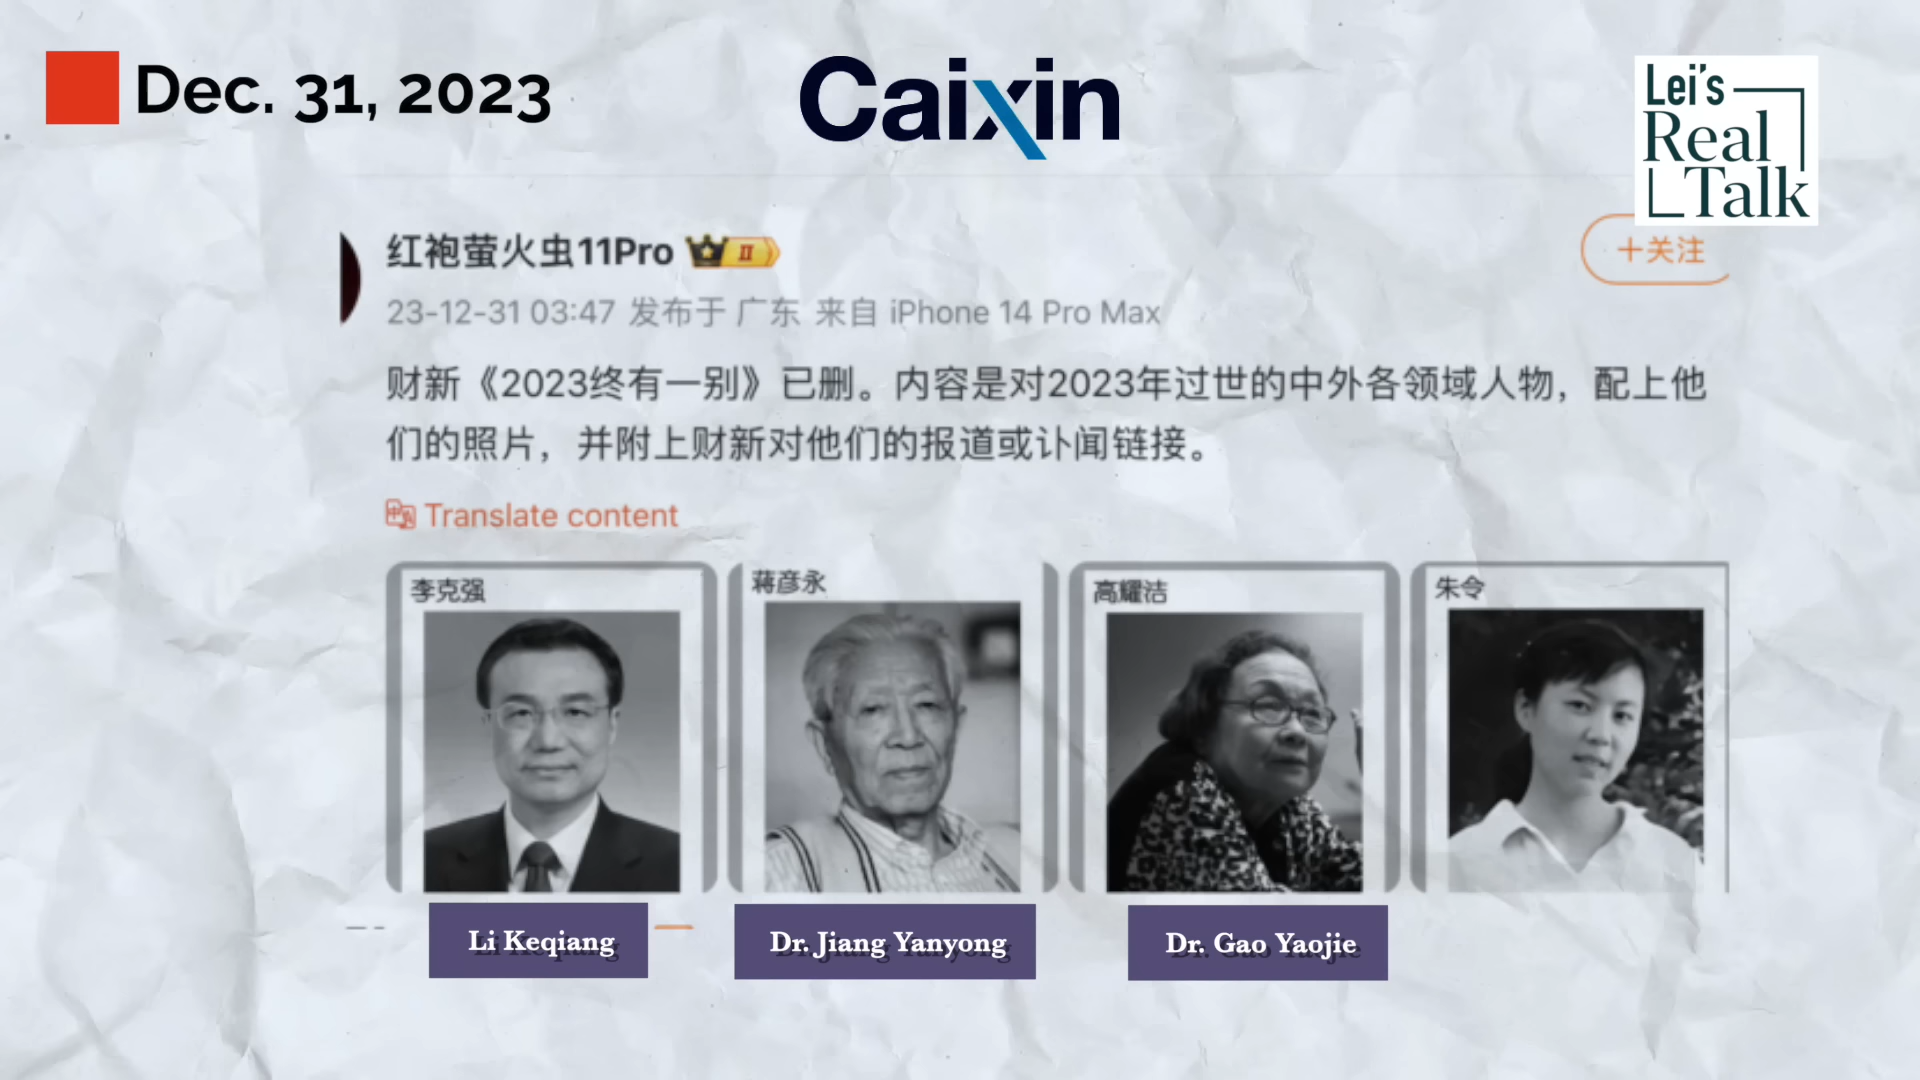 Dec. 31, 2023
Caixin
Lei's
Real
Talk
红袍萤火虫11Pro II
+关注
23-12-31 03:47 发布于 广东 来自 iPhone 14 Pro Max
财新《2023终有一别》已删。内容是对2023年过世的中外各领域人物，配上他
们的照片，并附上财新对他们的报道或讣闻链接。
Translate content
李克强
蒋彦永
高耀洁
朱令
Li Keqiang
Dr. Jiang Yanyong
Dr. Gao Yaojie